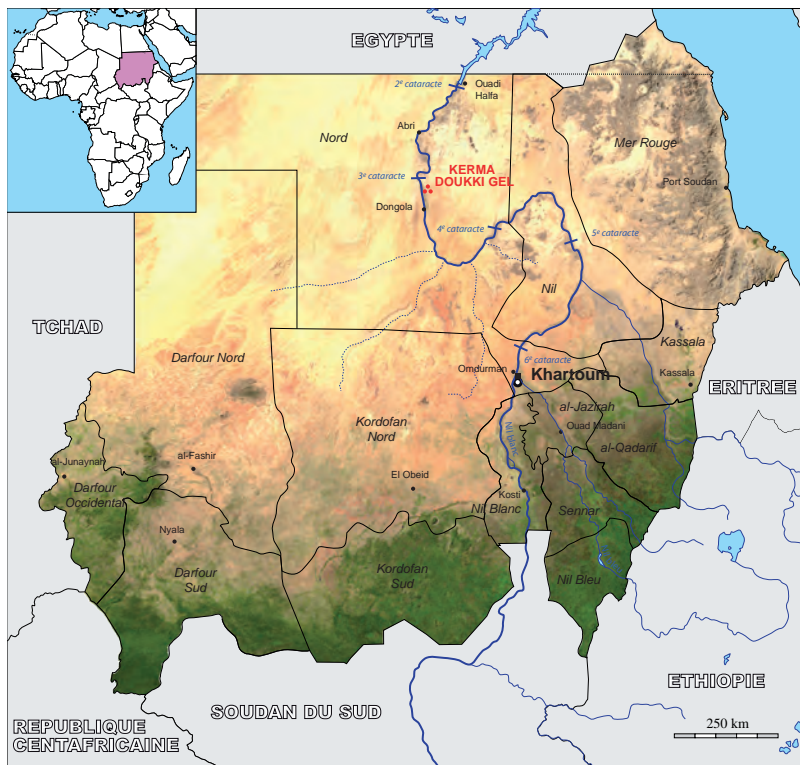 EGYPTE
2e cataracte
Ouadi
Halfa
Abri
Nord
Mer Rouge
3e cataracte
KERMA
DOUKKI GEL
Port Soudan
Dongola
4e cataracte
5e cataracte
Nil
TCHAD
Darfour Nord
Kassala
6e cataracte
Omdurman
Khartoum
Kassala
ERITREE
al-Jazirah
Kordofan
Nord
Ouad Madani
Nil blanc
al-Qadarif
al-Junaynah
al-Fashir
El Obeid
Darfour
Occidental
Kosti
Nil Blanc
Sennar
Nyala
Darfour
Sud
Kordofan
Sud
Nil Bleu
ETHIOPIE
SOUDAN DU SUD
REPUBLIQUE
CENTAFRICAINE
250 km